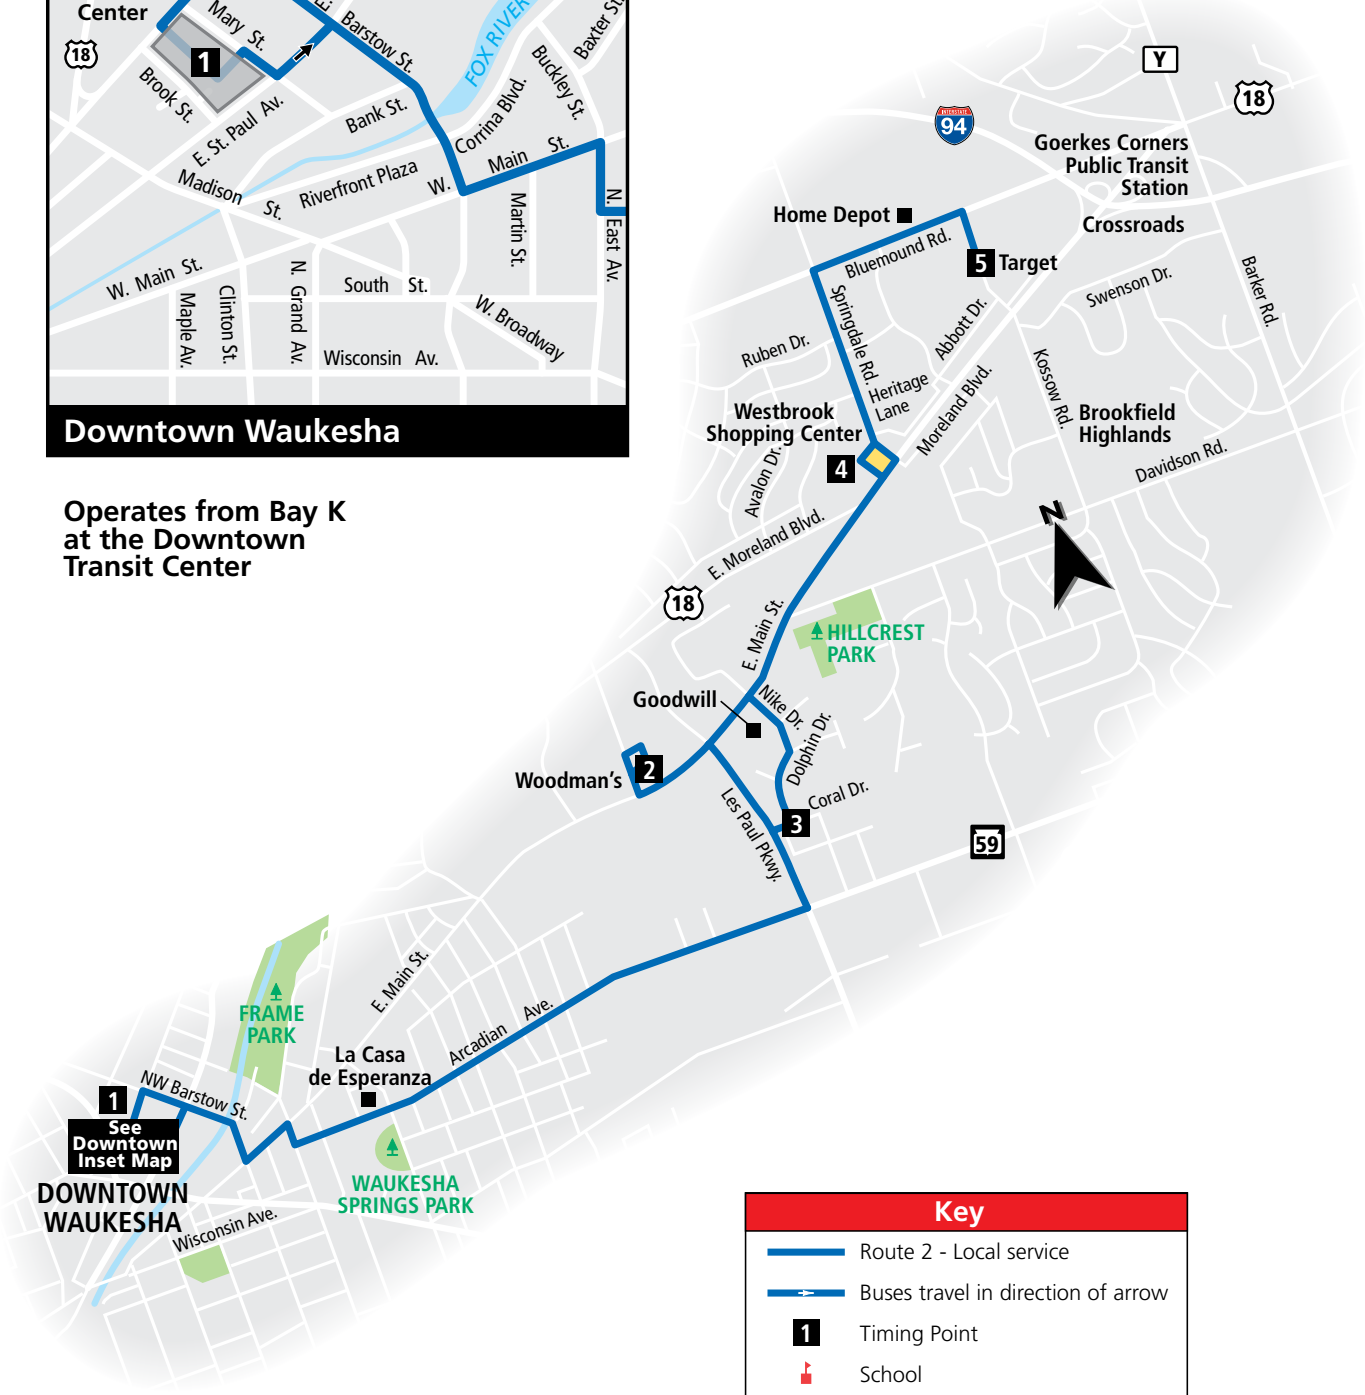 Center
18
Mary St.
Barstow St.
FOX RIVER
Baxter St.
Buckley St.
1
Brook St.
E. St. Paul Av.
Bank St.
Corrina Blvd.
Madison St.
Riverfront Plaza
W. Main St.
Martin St.
N. East Av.
W. Main St.
Maple Av.
Clinton St.
N. Grand Av.
South St.
W. Broadway
Wisconsin Av.
Downtown Waukesha
Operates from Bay K
at the Downtown
Transit Center
Y
18
INTERSTATE
94
Goerkes Corners
Public Transit
Station
Crossroads
Home Depot
Bluemound Rd.
5 Target
Swenson Dr.
Barker Rd.
Springdale Rd.
Abbott Dr.
Ruben Dr.
Heritage
Lane
Moreland Blvd.
Kossow Rd.
Westbrook
Shopping Center
4
Brookfield
Highlands
Davidson Rd.
Avalon Dr.
E. Moreland Blvd.
N
18
E. Main St.
HILLCREST
PARK
Goodwill
Nike Dr.
Dolphin Dr.
Woodman's
2
Coral Dr.
3
Les Paul Pkwy.
59
E. Main St.
FRAME
PARK
Arcadian Ave.
La Casa
de Esperanza
NW Barstow St.
1
See
Downtown
Inset Map
DOWNTOWN
WAUKESHA
Wisconsin Ave.
WAUKESHA
SPRINGS PARK
Key
Route 2 - Local service
Buses travel in direction of arrow
1 Timing Point
School